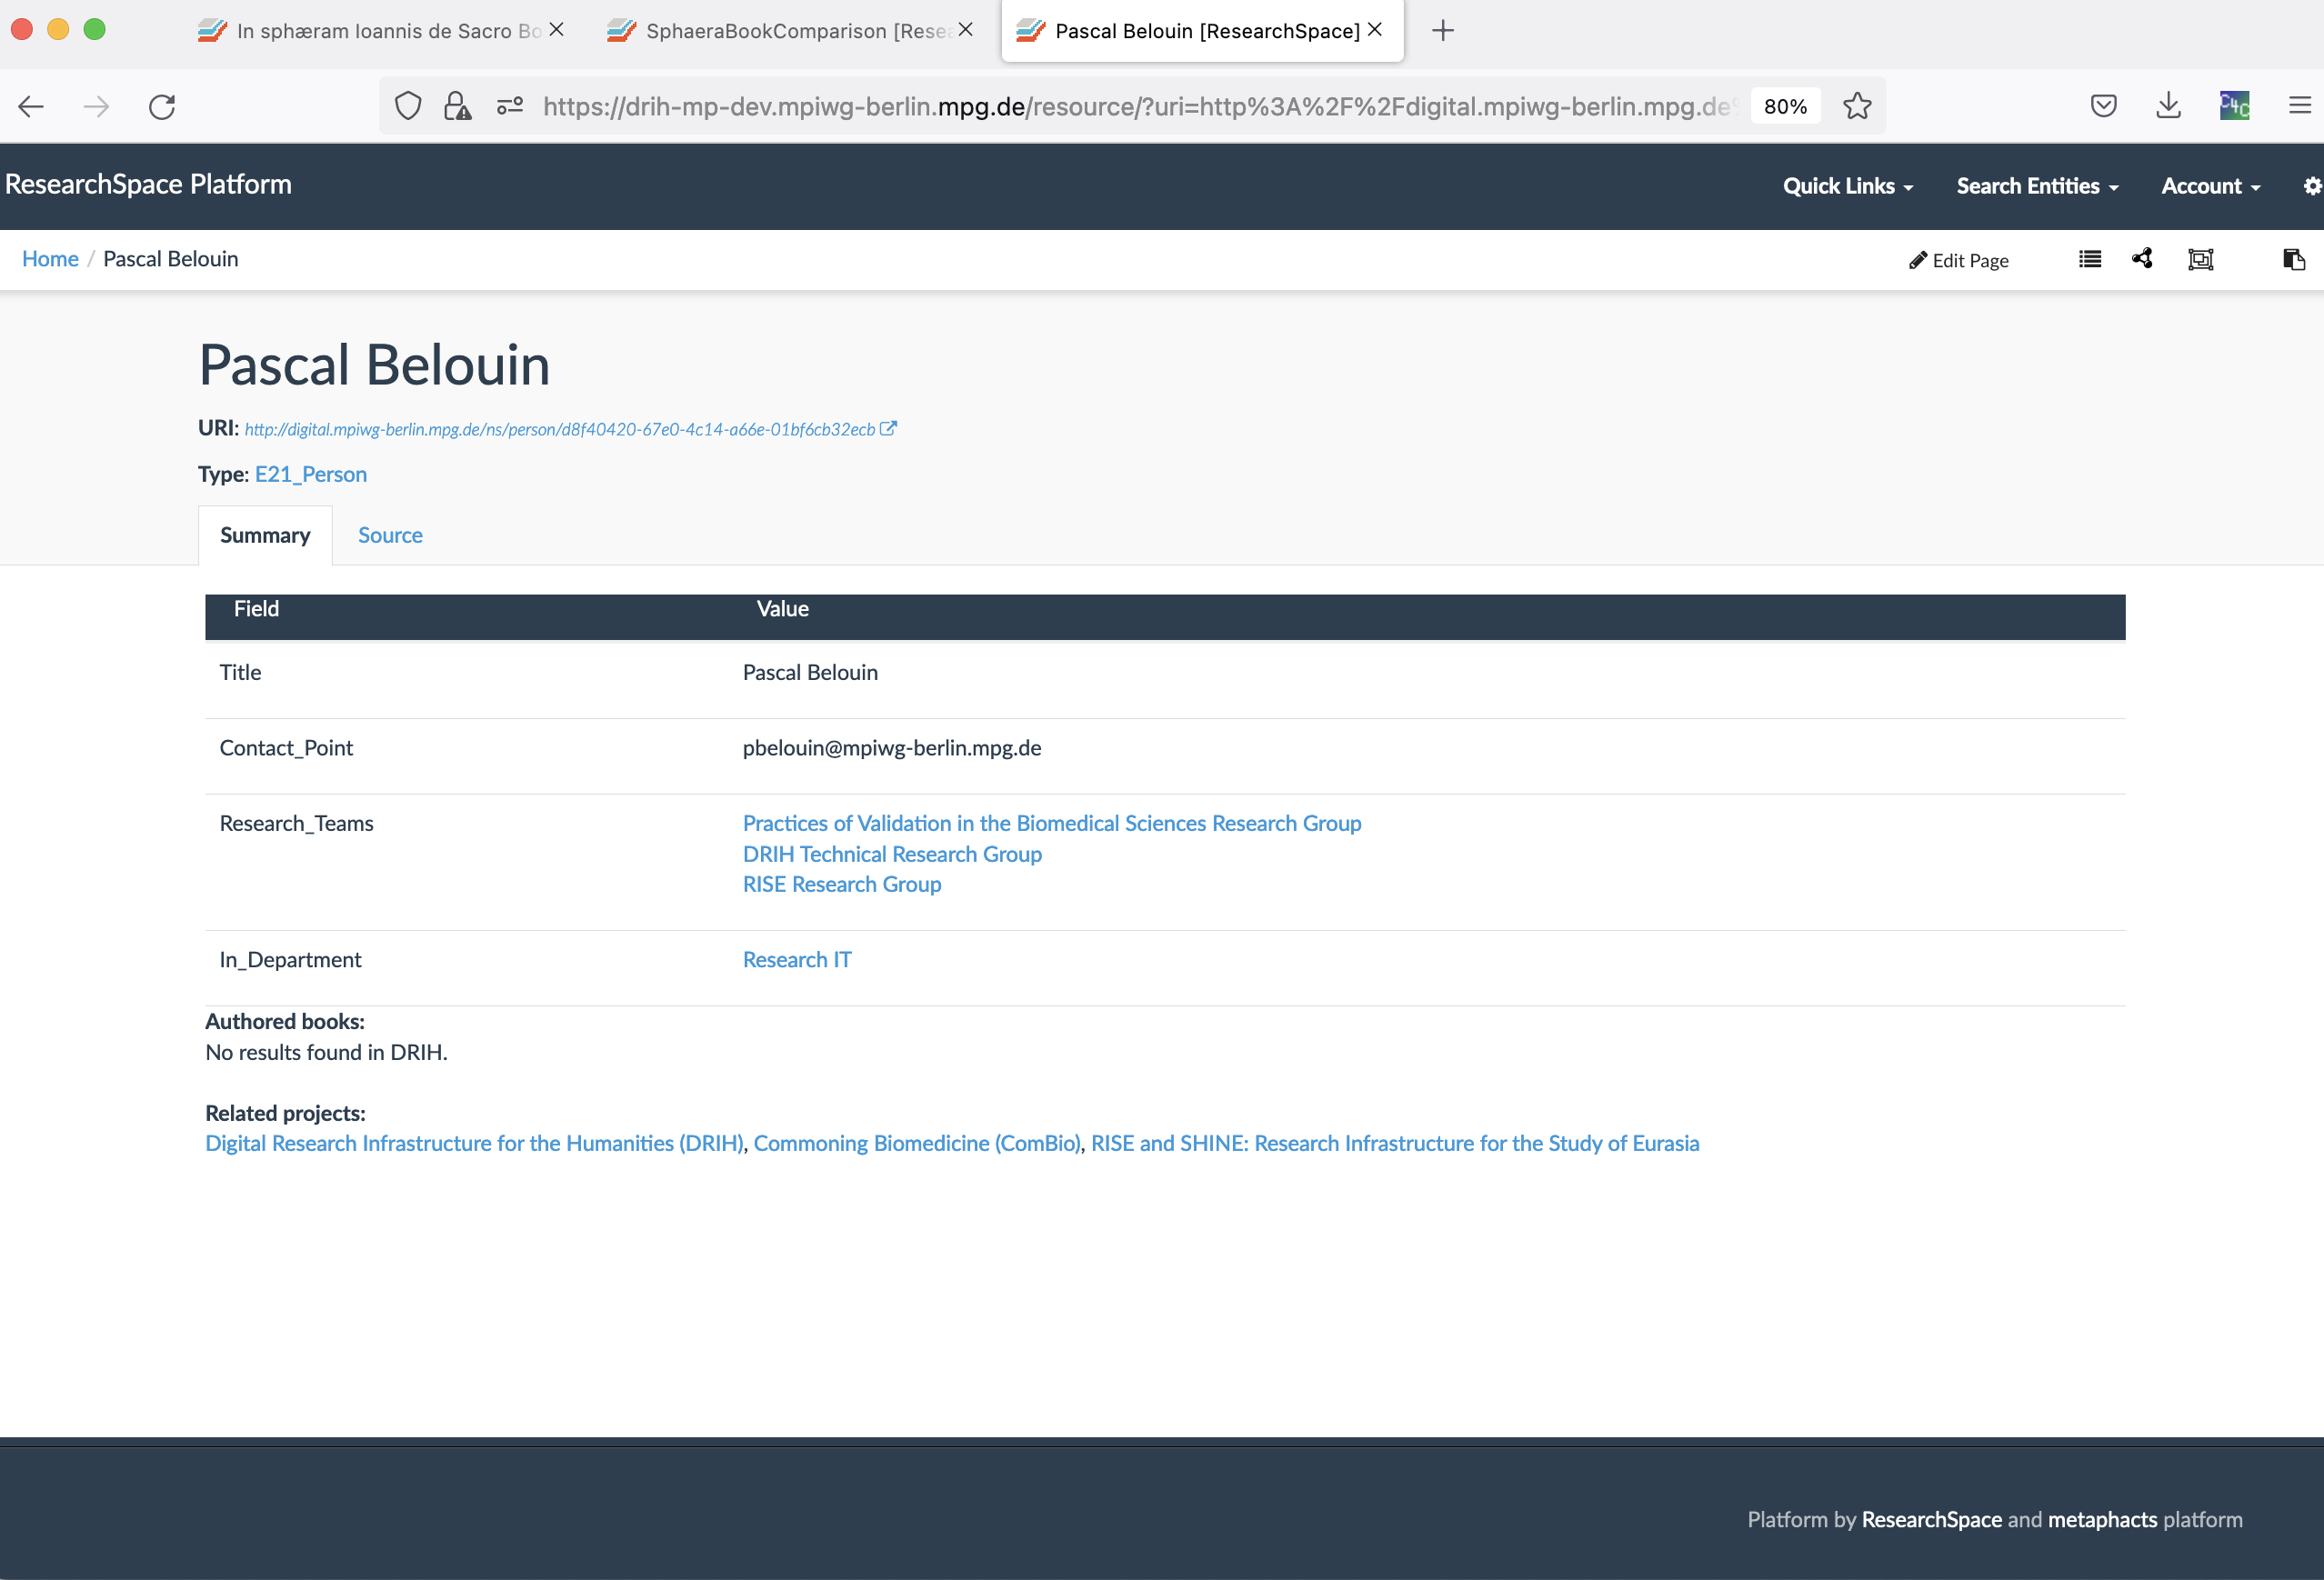 In sphæram Ioannis de Sacro Bo
SphaeraBookComparison [Resea
Pascal Belouin [ResearchSpace]
https://drih-mp-dev.mpiwg-berlin.mpg.de/resource/?uri=http%3A%2F%2Fdigital.mpiwg-berlin.mpg.de% 80%
C4C
ResearchSpace Platform Quick Links Search Entities Account
Home / Pascal Belouin Edit Page
Pascal Belouin
URI: http://digital.mpiwg-berlin.mpg.de/ns/person/d8f40420-67e0-4c14-a66e-01bf6cb32ecb
Type: E21_Person
Summary Source
Field Value
Title Pascal Belouin
Contact_Point pbelouin@mpiwg-berlin.mpg.de
Research_Teams Practices of Validation in the Biomedical Sciences Research Group
DRIH Technical Research Group
RISE Research Group
In_Department Research IT
Authored books:
No results found in DRIH.
Related projects:
Digital Research Infrastructure for the Humanities (DRIH), Commoning Biomedicine (ComBio), RISE and SHINE: Research Infrastructure for the Study of Eurasia
Platform by ResearchSpace and metaphacts platform